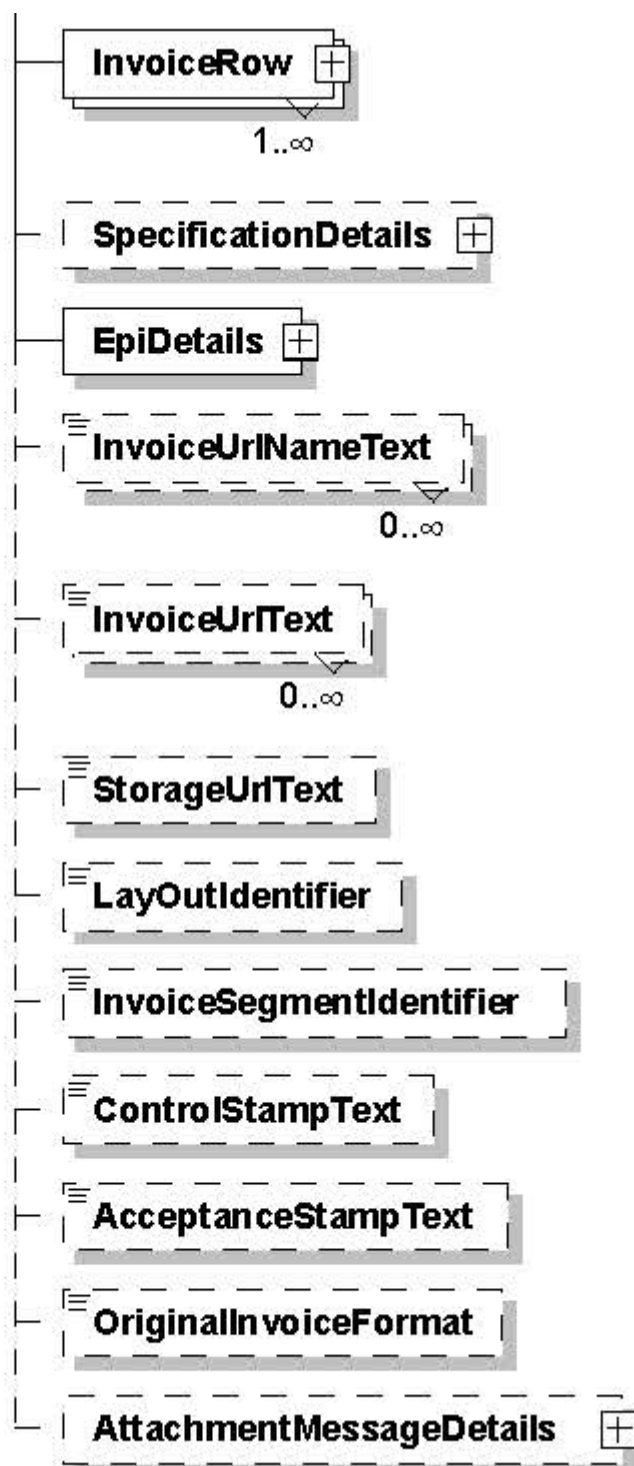 InvoiceRow
1..∞
SpecificationDetails
EpiDetails
InvoiceUrlNameText
0..∞
InvoiceUrlText
0..∞
StorageUrlText
LayOutIdentifier
InvoiceSegmentIdentifier
ControlStampText
AcceptanceStampText
OriginalInvoiceFormat
AttachmentMessageDetails